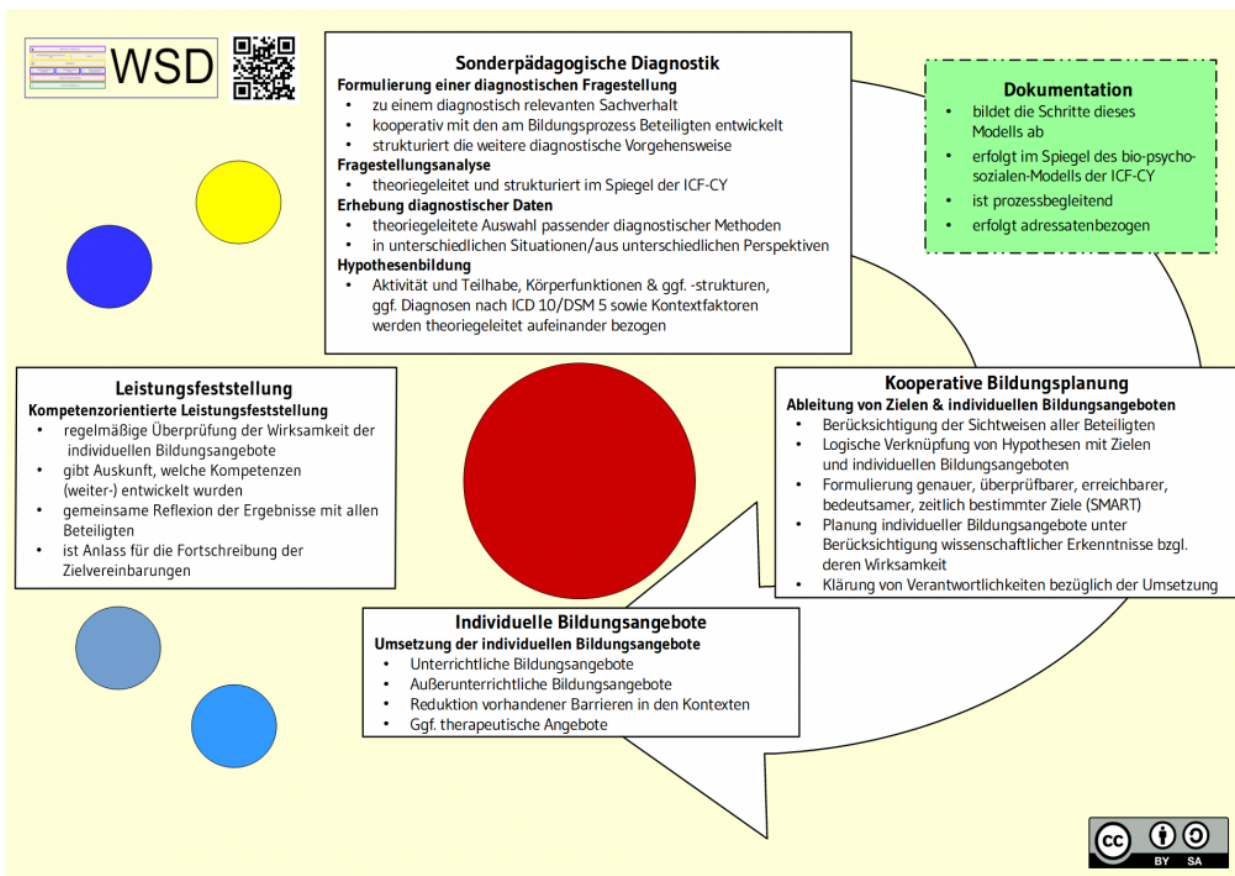 WSD
Sonderpädagogische Diagnostik
Formulierung einer diagnostischen Fragestellung
• zu einem diagnostisch relevanten Sachverhalt
• kooperativ mit den am Bildungsprozess Beteiligten entwickelt
• strukturiert die weitere diagnostische Vorgehensweise
Fragestellungsanalyse
• theoriegeleitet und strukturiert im Spiegel der ICF-CY
Erhebung diagnostischer Daten
• theoriegeleitete Auswahl passender diagnostischer Methoden
• in unterschiedlichen Situationen/aus unterschiedlichen Perspektiven
Hypothesenbildung
• Aktivität und Teilhabe, Körperfunktionen & ggf. -strukturen,
ggf. Diagnosen nach ICD 10/DSM 5 sowie Kontextfaktoren
werden theoriegeleitet aufeinander bezogen
Dokumentation
• bildet die Schritte dieses
Modells ab
• erfolgt im Spiegel des bio-psycho-
sozialen-Modells der ICF-CY
• ist prozessbegleitend
• erfolgt adressatenbezogen
Leistungsfeststellung
Kompetenzorientierte Leistungsfeststellung
• regelmäßige Überprüfung der Wirksamkeit der
individuellen Bildungsangebote
• gibt Auskunft, welche Kompetenzen
(weiter-) entwickelt wurden
• gemeinsame Reflexion der Ergebnisse mit allen
Beteiligten
• ist Anlass für die Fortschreibung der
Zielvereinbarungen
Kooperative Bildungsplanung
Ableitung von Zielen & individuellen Bildungsangeboten
• Berücksichtigung der Sichtweisen aller Beteiligten
• Logische Verknüpfung von Hypothesen mit Zielen
und individuellen Bildungsangeboten
• Formulierung genauer, überprüfbarer, erreichbarer,
bedeutsamer, zeitlich bestimmter Ziele (SMART)
• Planung individueller Bildungsangebote unter
Berücksichtigung wissenschaftlicher Erkenntnisse bzgl.
deren Wirksamkeit
• Klärung von Verantwortlichkeiten bezüglich der Umsetzung
Individuelle Bildungsangebote
Umsetzung der individuellen Bildungsangebote
• Unterrichtliche Bildungsangebote
• Außerunterrichtliche Bildungsangebote
• Reduktion vorhandener Barrieren in den Kontexten
• Ggf. therapeutische Angebote
cc
BY SA